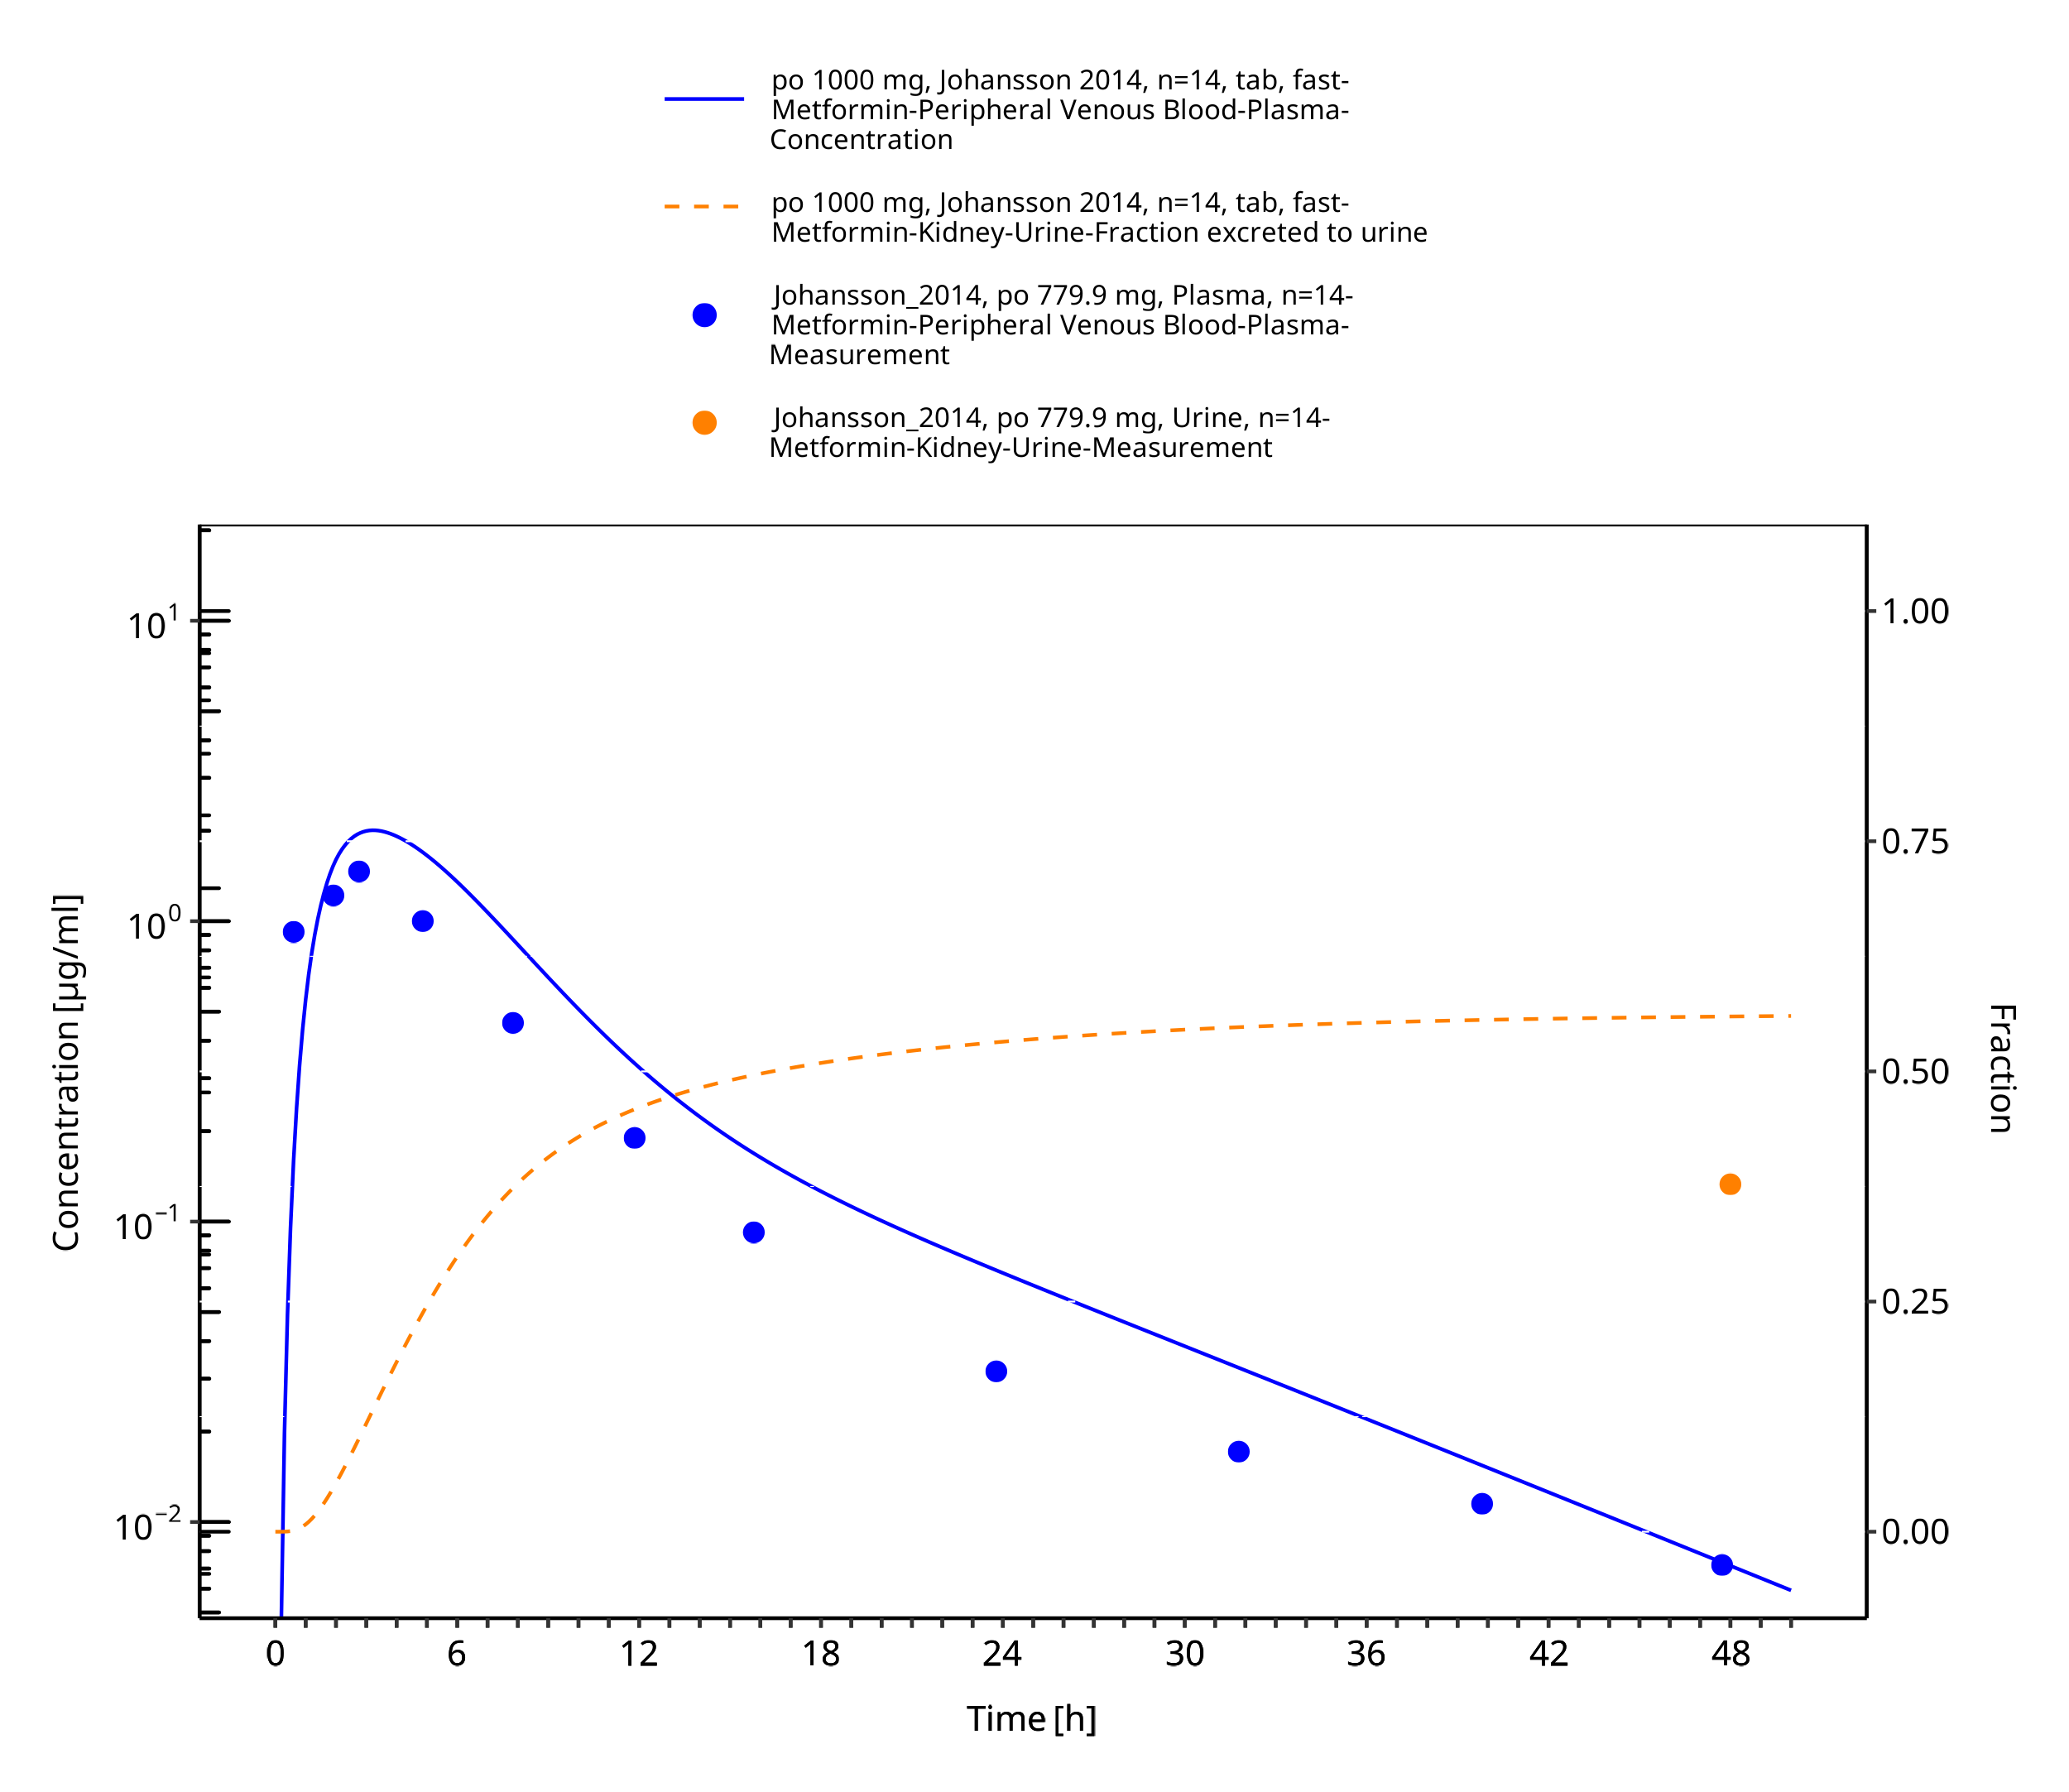 po 1000 mg, Johansson 2014, n=14, tab, fast-
Metformin-Peripheral Venous Blood-Plasma-
Concentration
po 1000 mg, Johansson 2014, n=14, tab, fast-
Metformin-Kidney-Urine-Fraction excreted to urine
Johansson_2014, po 779.9 mg, Plasma, n=14-
Metformin-Peripheral Venous Blood-Plasma-
Measurement
Johansson_2014, po 779.9 mg, Urine, n=14-
Metformin-Kidney-Urine-Measurement
Concentration [µg/ml]
10¹
10⁰
10⁻¹
10⁻²
1.00
0.75
0.50
0.25
0.00
Fraction
0 6 12 18 24 30 36 42 48
Time [h]